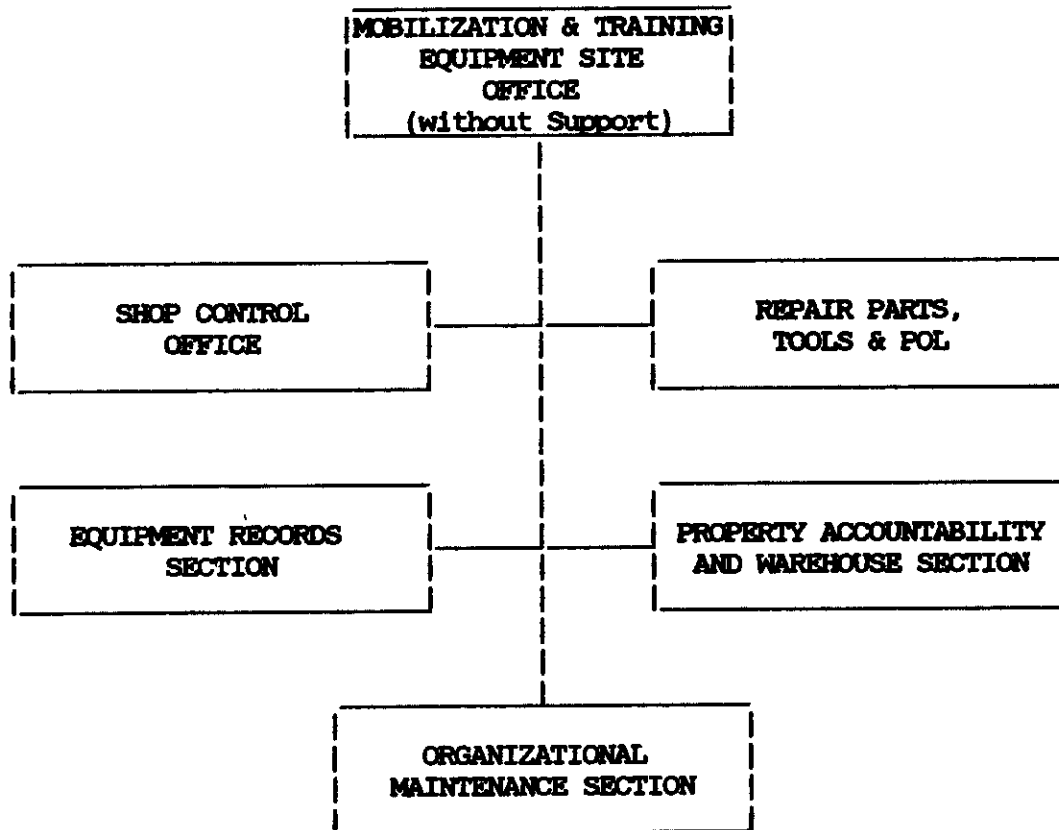 MOBILIZATION & TRAINING
EQUIPMENT SITE
OFFICE
(without Support)
SHOP CONTROL
OFFICE
REPAIR PARTS,
TOOLS & POL
EQUIPMENT RECORDS
SECTION
PROPERTY ACCOUNTABILITY
AND WAREHOUSE SECTION
ORGANIZATIONAL
MAINTENANCE SECTION